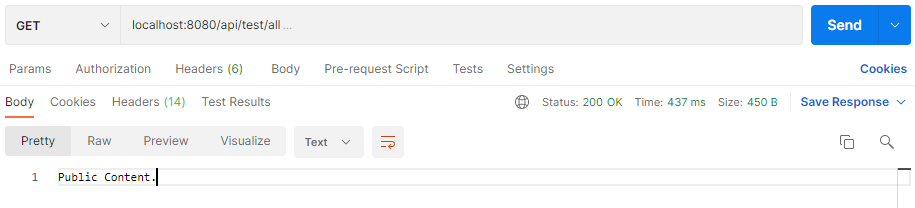 GET localhost:8080/api/test/all ... Send
Params Authorization Headers (6) Body Pre-request Script Tests Settings Cookies
Body Cookies Headers (14) Test Results Status: 200 OK Time: 437 ms Size: 450 B Save Response
Pretty Raw Preview Visualize Text
1 Public Content.